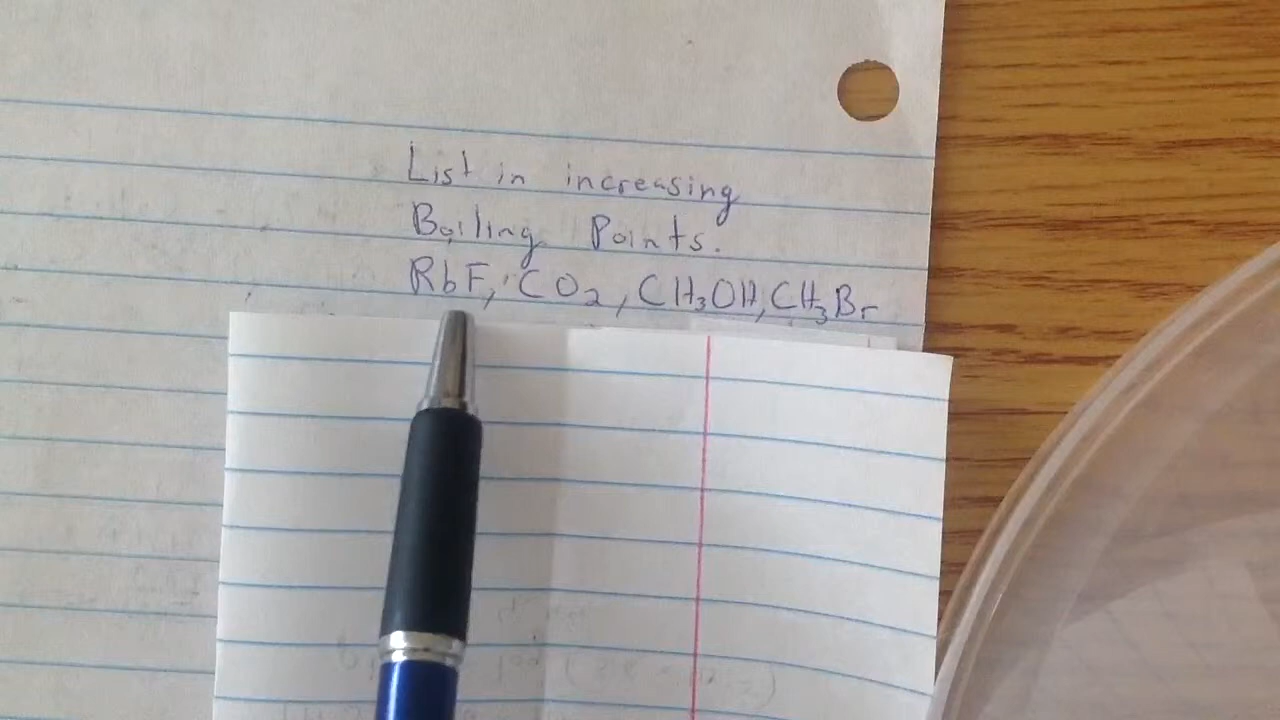 List in increasing
Boiling Points.
RbF, CO2, CH3OH, CH3Br